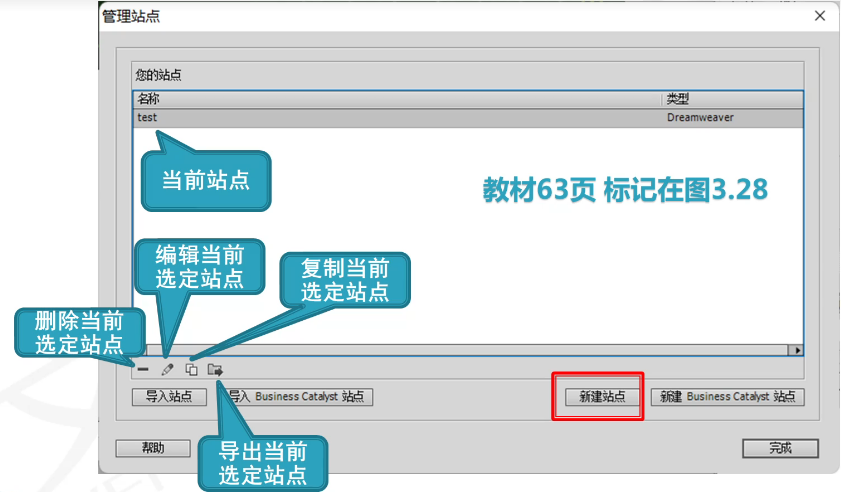 管理站点
您的站点
名称 类型
test Dreamweaver
当前站点
教材63页 标记在图3.28
编辑当前
选定站点
复制当前
选定站点
删除当前
选定站点
导入站点 导入 Business Catalyst 站点 新建站点 新建 Business Catalyst 站点
导出当前
选定站点
帮助 完成